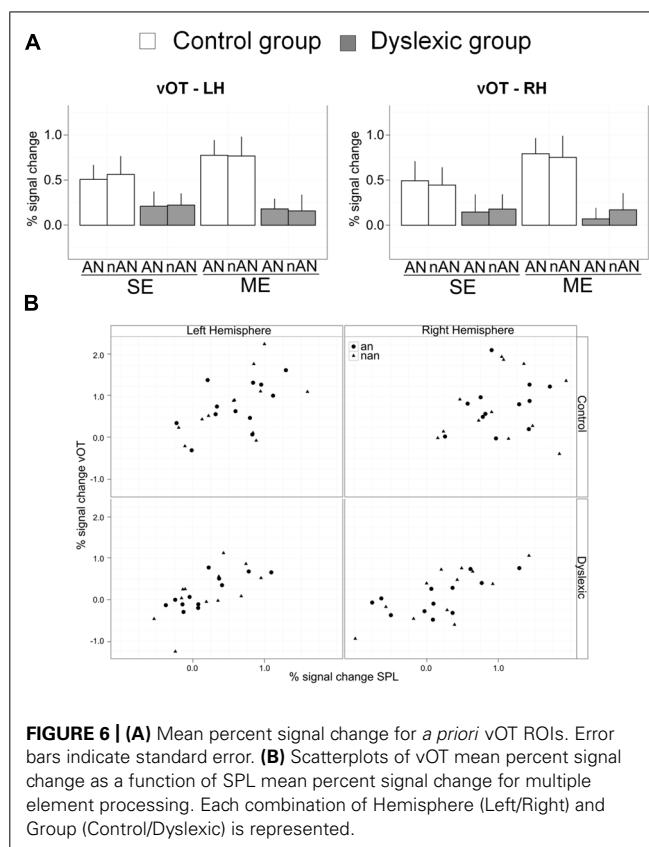 A
Control group Dyslexic group
vOT - LH
vOT - RH
% signal change
1.0
0.5
0.0
AN nAN AN nAN AN nAN AN nAN
SE ME
% signal change
1.0
0.5
0.0
AN nAN AN nAN AN nAN AN nAN
SE ME
B
Left Hemisphere
Right Hemisphere
an
nan
Control
Dyslexic
% signal change vOT
2.0
1.0
0.0
-1.0
2.0
1.0
0.0
-1.0
0.0 1.0
0.0 1.0
% signal change SPL
FIGURE 6 | (A) Mean percent signal change for a priori vOT ROIs. Error
bars indicate standard error. (B) Scatterplots of vOT mean percent signal
change as a function of SPL mean percent signal change for multiple
element processing. Each combination of Hemisphere (Left/Right) and
Group (Control/Dyslexic) is represented.